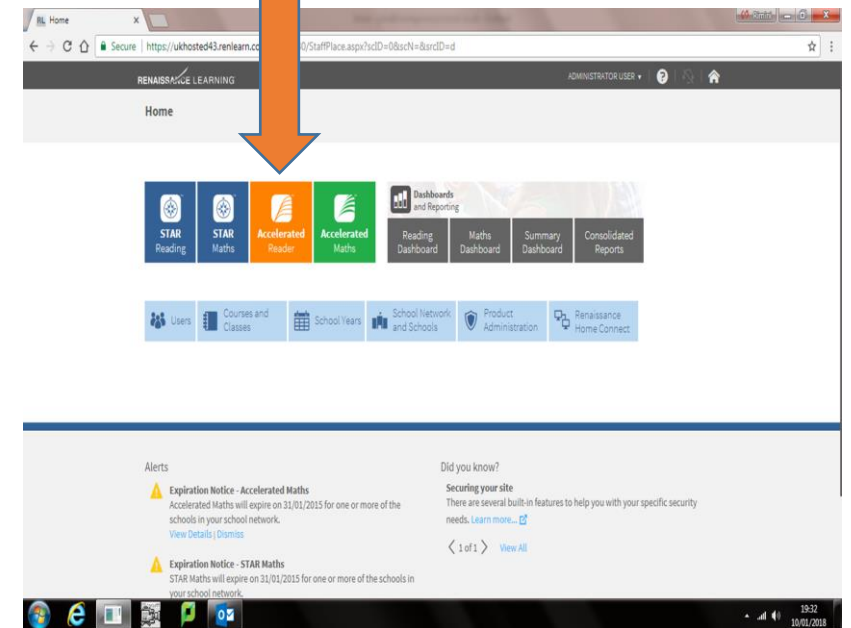 RL Home
Secure | https://ukhosted43.renlearn.co 0/StaffPlace.aspx?sclD=0&scN=&srclD=d
RENAISSANCE LEARNING
ADMINISTRATOR USER
Home
STAR
Reading
STAR
Maths
Accelerated
Reader
Accelerated
Maths
Dashboards
and Reporting
Reading
Dashboard
Maths
Dashboard
Summary
Dashboard
Consolidated
Reports
Users
Courses and
Classes
School Years
School Network
and Schools
Product
Administration
Renaissance
Home Connect
Alerts
Expiration Notice - Accelerated Maths
Accelerated Maths will expire on 31/01/2015 for one or more of the
schools in your school network.
View Details | Dismiss
Expiration Notice - STAR Maths
STAR Maths will expire on 31/01/2015 for one or more of the schools in
your school network.
Did you know?
Securing your site
There are several built-in features to help you with your specific security
needs. Learn more...
1 of 1
View All
19:32
10/01/2018